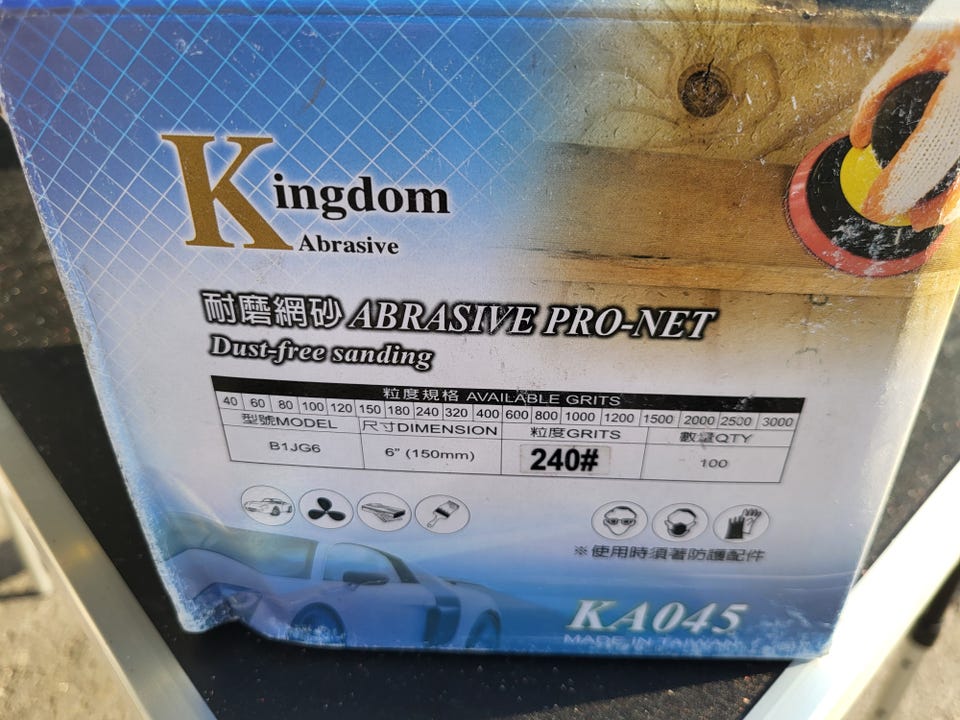 Kingdom
Abrasive
耐磨網砂 ABRASIVE PRO-NET
Dust-free sanding
粒度規格 AVAILABLE GRITS
40 60 80 100 120 150 180 240 320 400 600 800 1000 1200 1500 2000 2500 3000
型號MODEL 尺寸DIMENSION 粒度GRITS 數量QTY
B1JG6 6" (150mm) 240# 100
※使用時須著防護配件
KA045
MADE IN TAIWAN